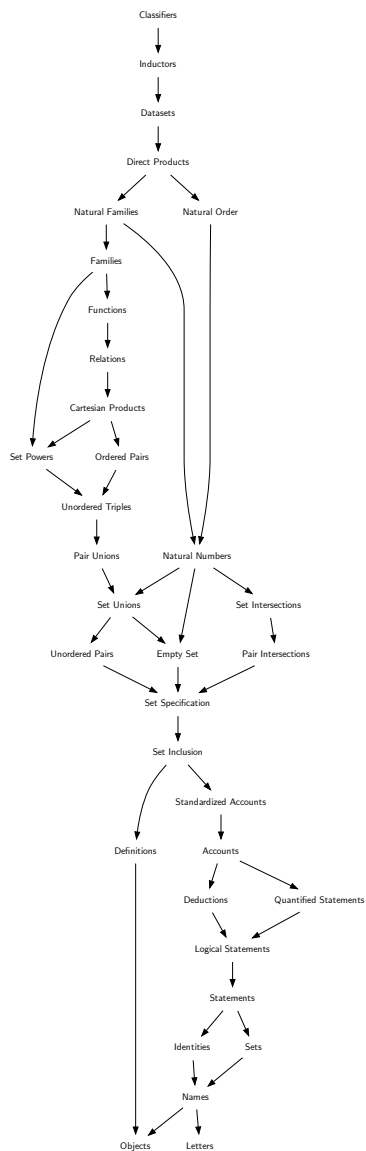 Classifiers
Inductors
Datasets
Direct Products
Natural Families
Natural Order
Families
Functions
Relations
Cartesian Products
Set Powers
Ordered Pairs
Unordered Triples
Pair Unions
Natural Numbers
Set Unions
Set Intersections
Unordered Pairs
Empty Set
Pair Intersections
Set Specification
Set Inclusion
Standardized Accounts
Definitions
Accounts
Deductions
Quantified Statements
Logical Statements
Statements
Identities
Sets
Names
Objects
Letters